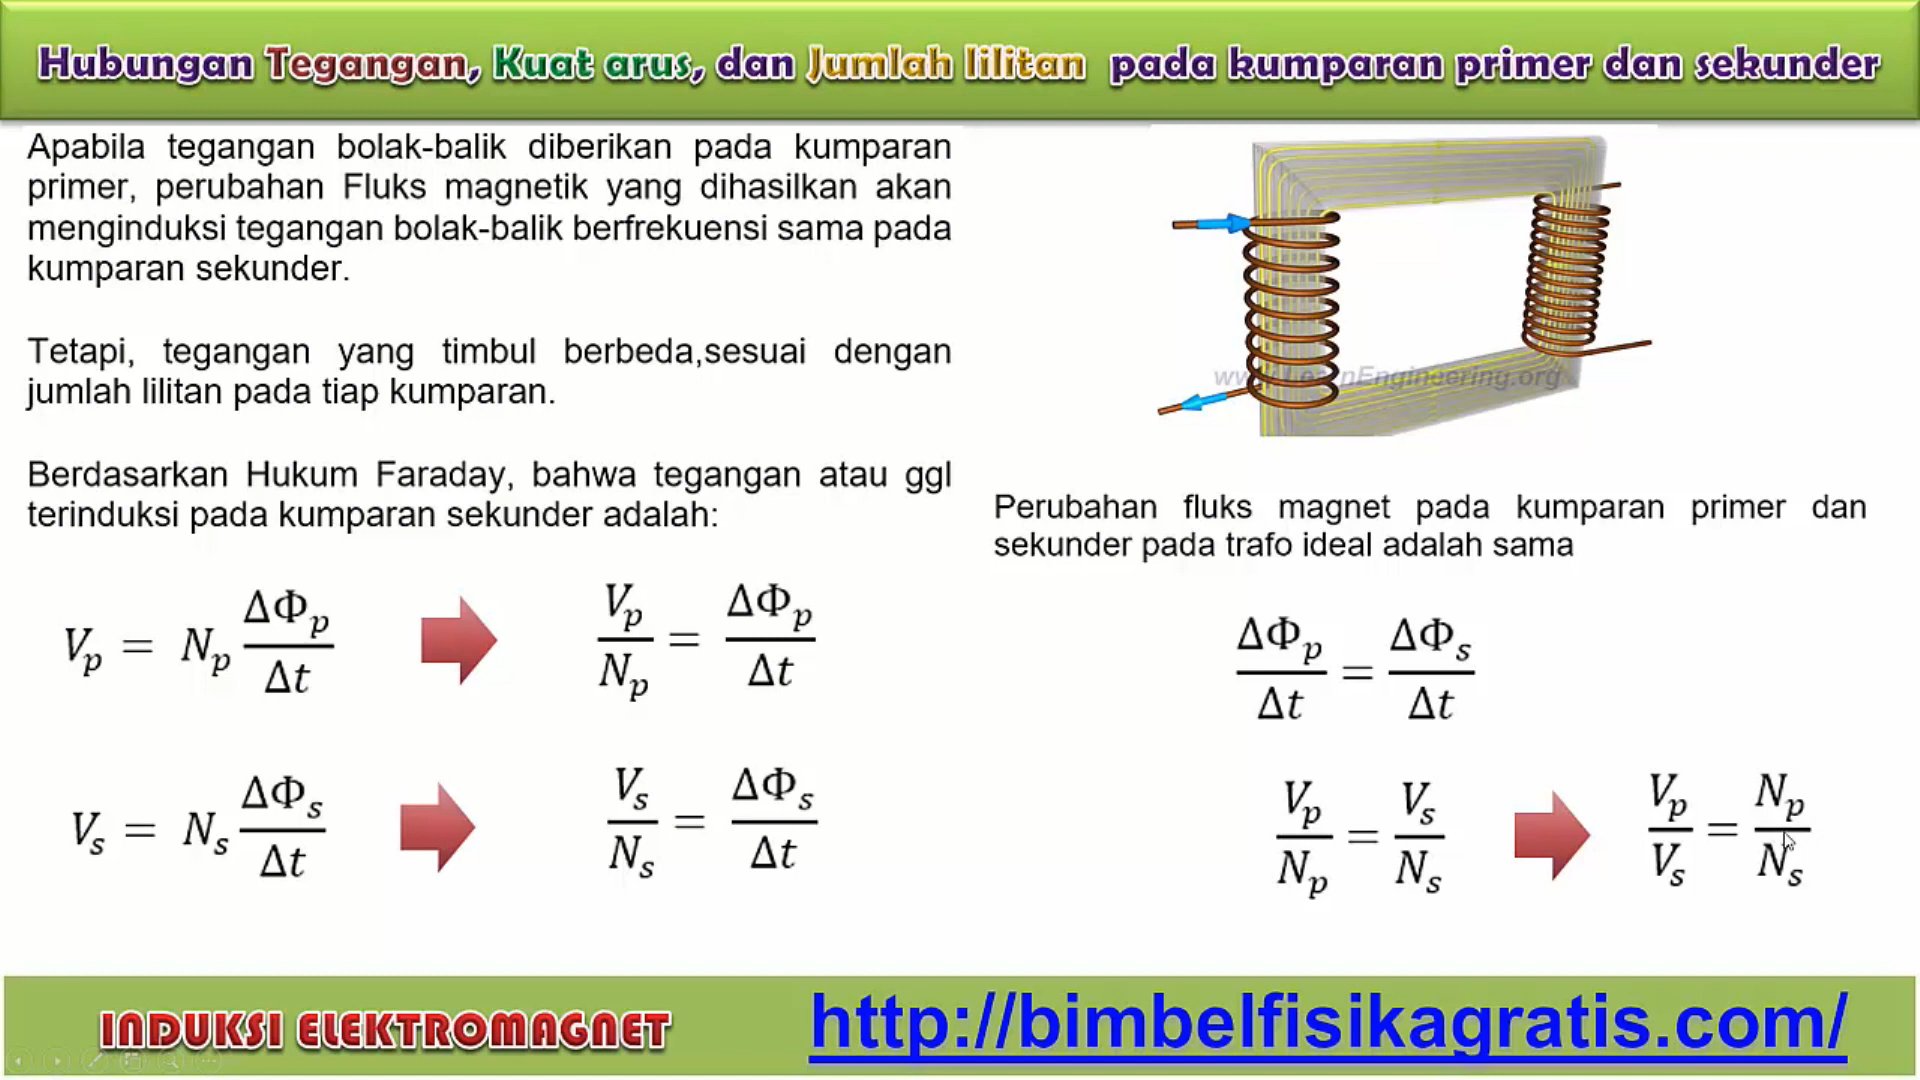 Hubungan Tegangan, Kuat arus, dan Jumlah lilitan pada kumparan primer dan sekunder
Apabila tegangan bolak-balik diberikan pada kumparan
primer, perubahan Fluks magnetik yang dihasilkan akan
menginduksi tegangan bolak-balik berfrekuensi sama pada
kumparan sekunder.
Tetapi, tegangan yang timbul berbeda,sesuai dengan
jumlah lilitan pada tiap kumparan.
Berdasarkan Hukum Faraday, bahwa tegangan atau ggl
terinduksi pada kumparan sekunder adalah:
V_p = N_p ΔΦ_p/Δt
V_p/N_p = ΔΦ_p/Δt
V_s = N_s ΔΦ_s/Δt
V_s/N_s = ΔΦ_s/Δt
www.LearnEngineering.org
Perubahan fluks magnet pada kumparan primer dan
sekunder pada trafo ideal adalah sama
ΔΦ_p/Δt = ΔΦ_s/Δt
V_p/N_p = V_s/N_s
V_p/V_s = N_p/N_s
INDUKSI ELEKTROMAGNET
http://bimbelfisikagratis.com/